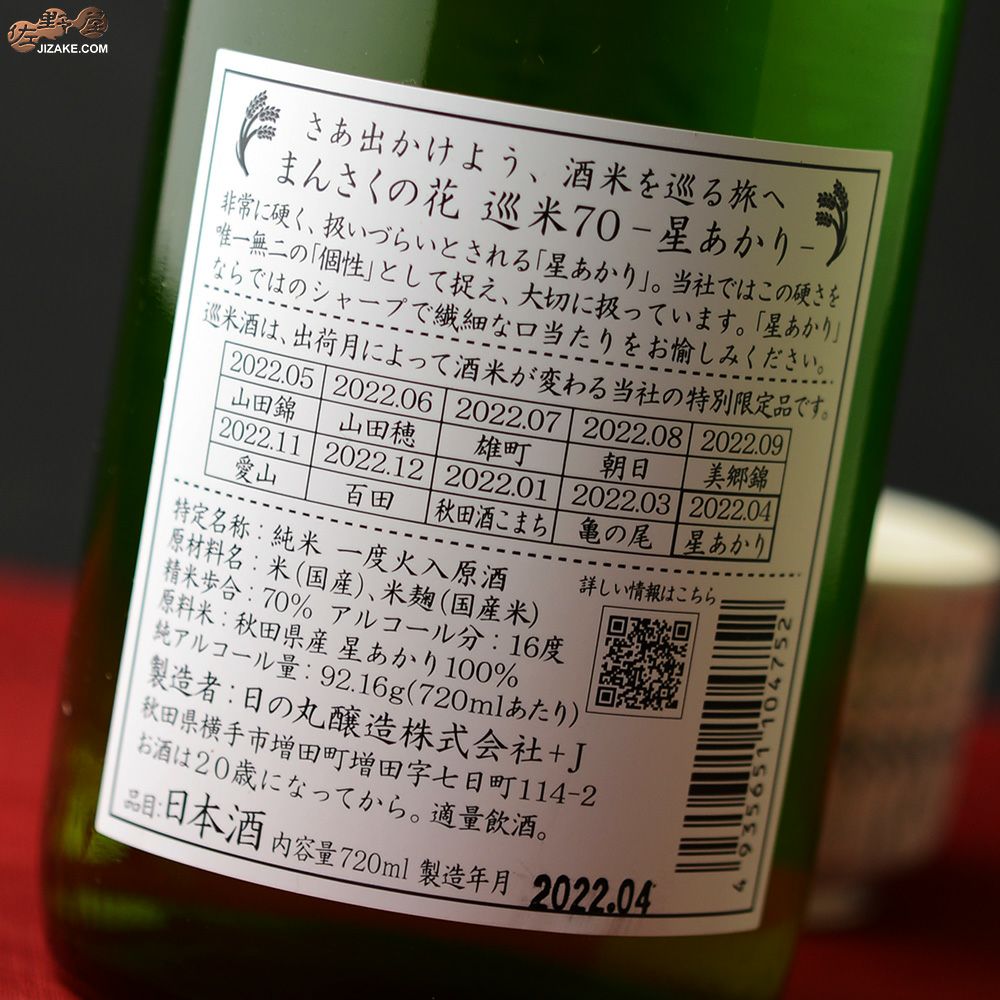 佐野屋
JIZAKE.COM
さあ出かけよう、酒米を巡る旅へ
まんさくの花 巡米70 -星あかり-
非常に硬く、扱いづらいとされる「星あかり」。当社ではこの硬さを
唯一無二の「個性」として捉え、大切に扱っています。「星あかり」
ならではのシャープで繊細な口当たりをお愉しみください。
巡米酒は、出荷月によって酒米が変わる当社の特別限定品です。
2022.05 2022.06 2022.07 2022.08 2022.09
山田錦 山田穂 雄町 朝日 美郷錦
2022.11 2022.12 2022.01 2022.03 2022.04
愛山 百田 秋田酒こまち 亀の尾 星あかり
特定名称：純米 一度火入原酒
原材料名：米(国産)、米麹(国産米)
精米歩合：70% アルコール分：16度
原料米：秋田県産 星あかり100%
純アルコール量：92.16g(720mlあたり)
詳しい情報はこちら
製造者：日の丸醸造株式会社+J
秋田県横手市増田町増田字七日町114-2
お酒は20歳になってから。適量飲酒。
品目:日本酒 内容量720ml 製造年月 2022.04
4935651104752